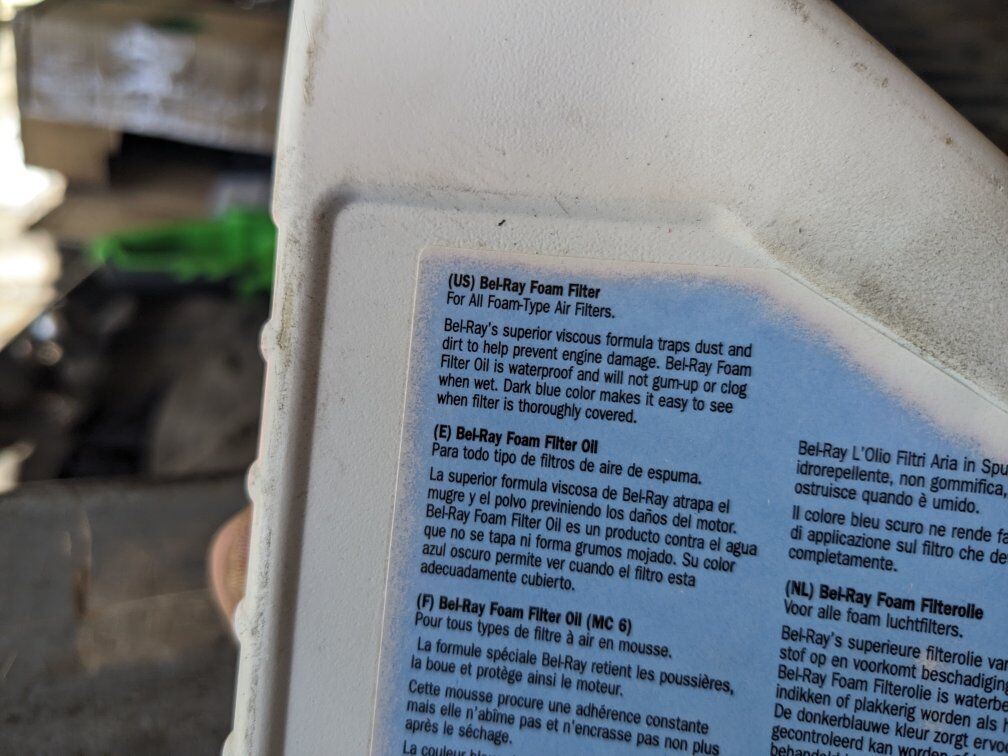 (US) Bel-Ray Foam Filter
For All Foam-Type Air Filters.
Bel-Ray's superior viscous formula traps dust and
dirt to help prevent engine damage. Bel-Ray Foam
Filter Oil is waterproof and will not gum-up or clog
when wet. Dark blue color makes it easy to see
when filter is thoroughly covered.
(E) Bel-Ray Foam Filter Oil
Para todo tipo de filtros de aire de espuma.
La superior formula viscosa de Bel-Ray atrapa el
mugre y el polvo previniendo los daños del motor.
Bel-Ray Foam Filter Oil es un producto contra el agua
que no se tapa ni forma grumos mojado. Su color
azul oscuro permite ver cuando el filtro esta
adecuadamente cubierto.
(F) Bel-Ray Foam Filter Oil (MC 6)
Pour tous types de filtre à air en mousse.
La formule spéciale Bel-Ray retient les poussières,
la boue et protège ainsi le moteur.
Cette mousse procure une adhérence constante
mais elle n'abîme pas et n'encrasse pas non plus
après le séchage.
La couleur
Bel-Ray L'Olio Filtri Aria in
idrorepellente, non gommifica,
ostruisce quando è umido.
Il colore bleu scuro ne rende
di applicazione sul filtro che
completamente.
(NL) Bel-Ray Foam Filterolie
Voor alle foam luchtfilters.
Bel-Ray's superieure filterolie
stof op en voorkomt
Bel-Ray Foam Filterolie is
indikken of plakkerig worden als
De donkerblauwe kleur zorgt
gecontroleerd kan